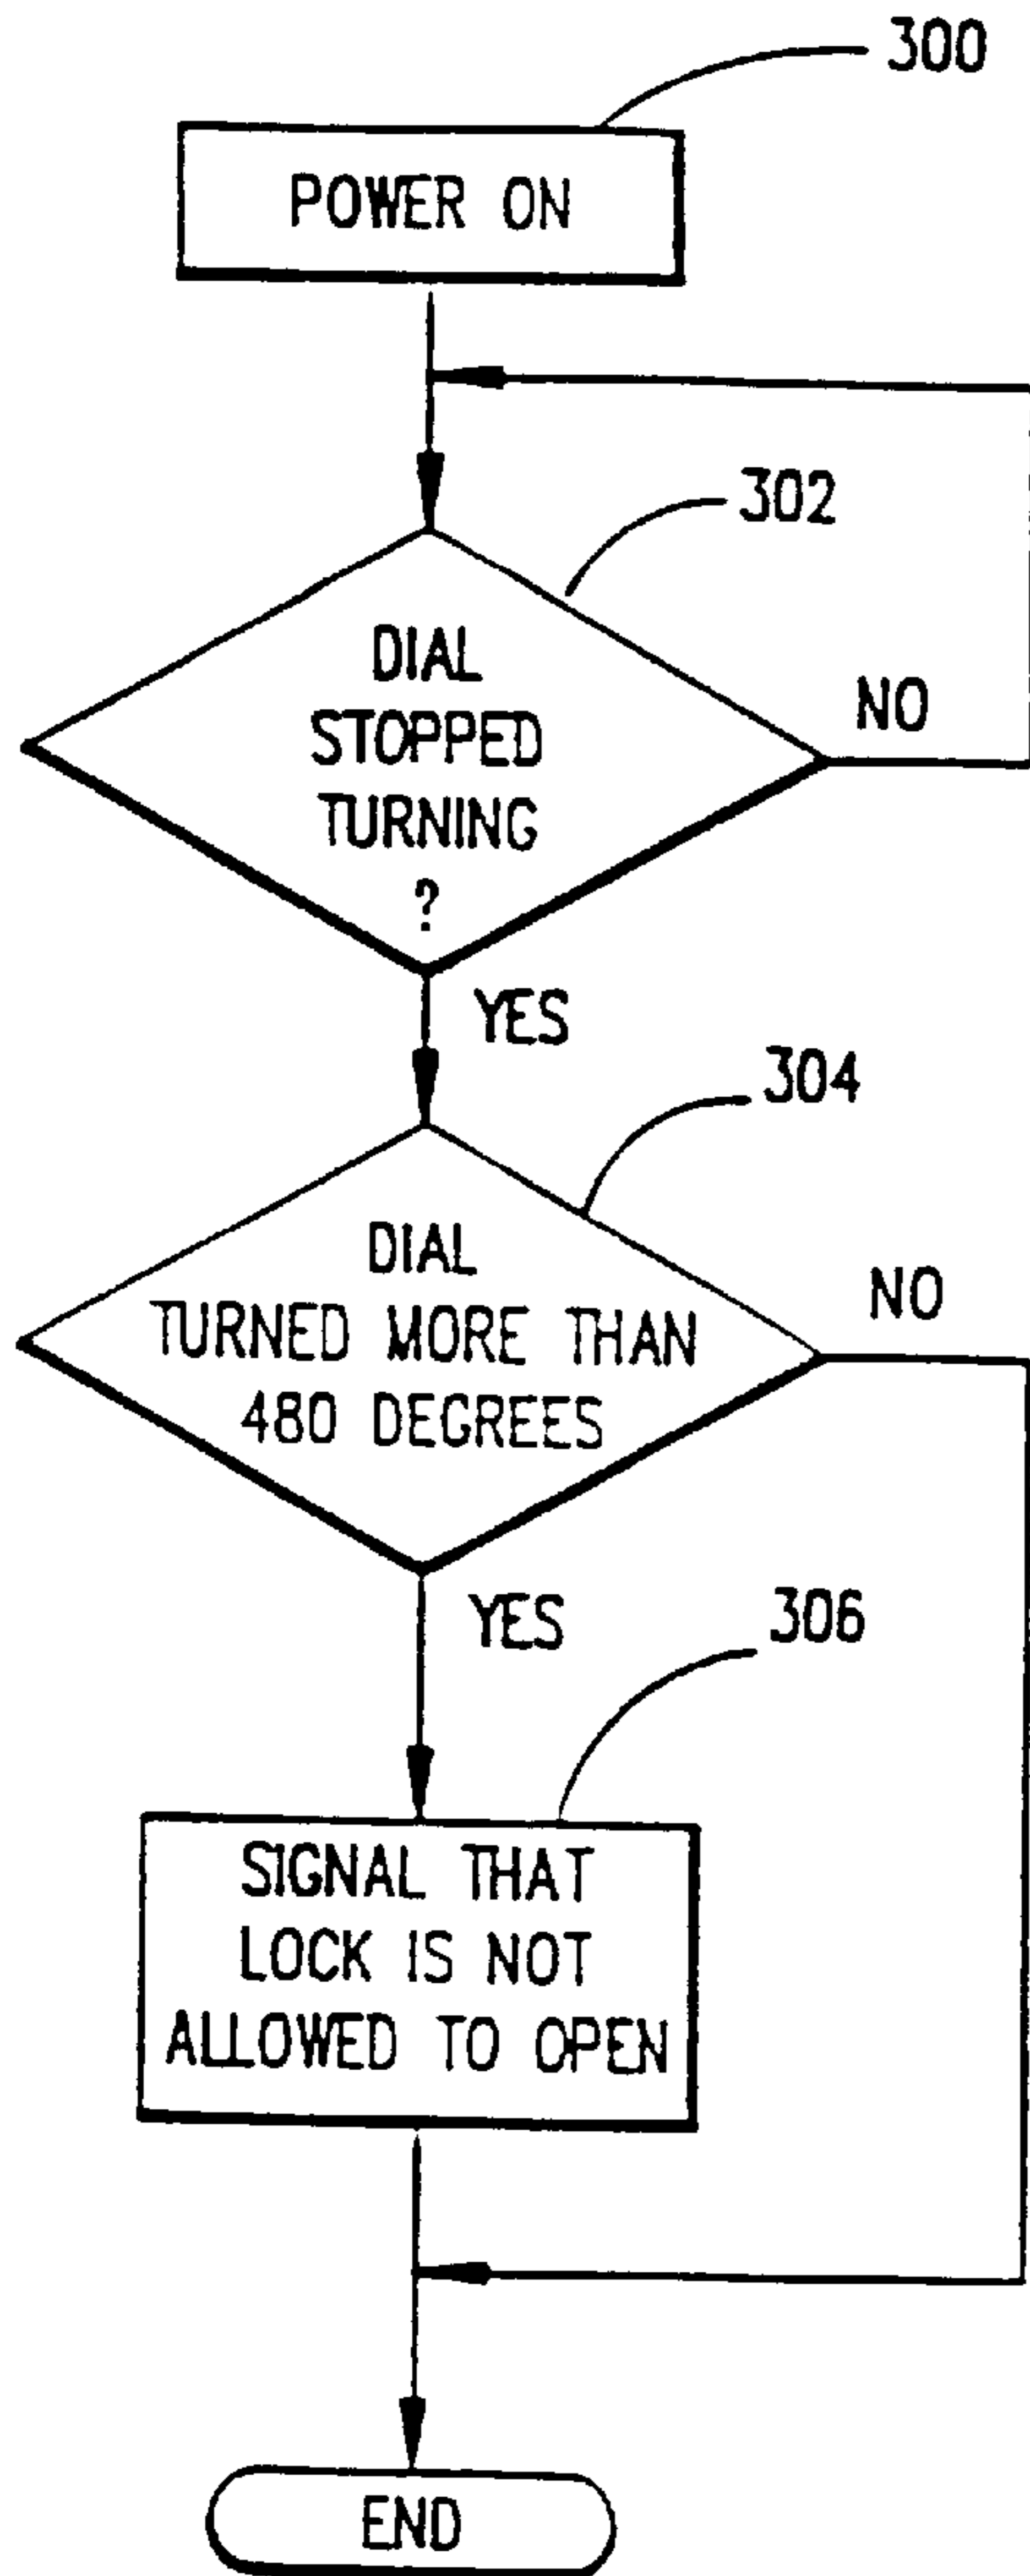 300
POWER ON
302
DIAL
STOPPED
TURNING
?
NO
YES
304
DIAL
TURNED MORE THAN
480 DEGREES
NO
YES
306
SIGNAL THAT
LOCK IS NOT
ALLOWED TO OPEN
END